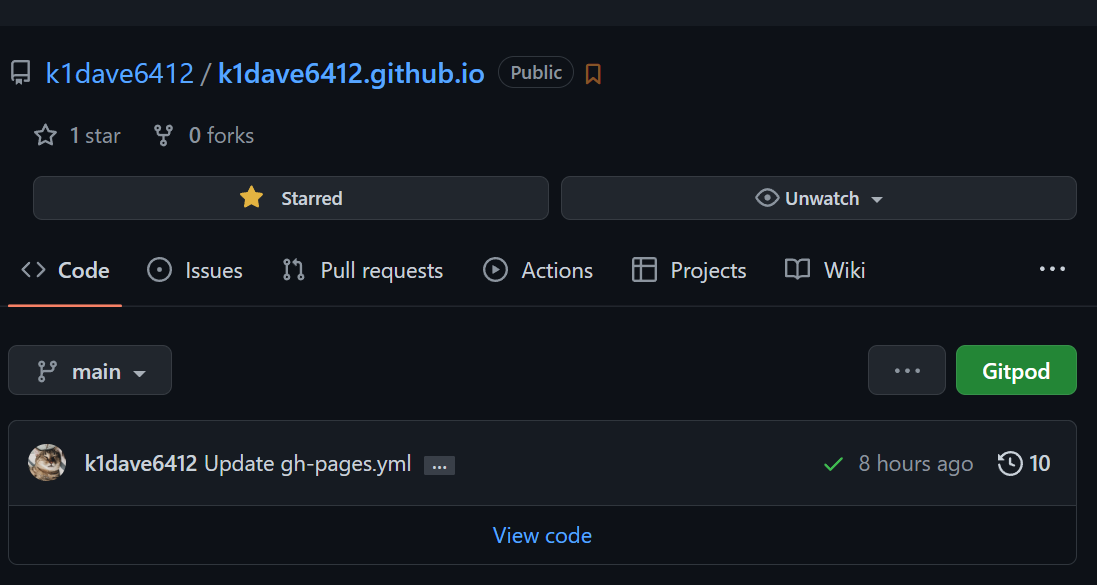 k1dave6412 / k1dave6412.github.io Public
1 star 0 forks
Starred Unwatch
Code Issues Pull requests Actions Projects Wiki ...
main ... Gitpod
k1dave6412 Update gh-pages.yml ... 8 hours ago 10
View code